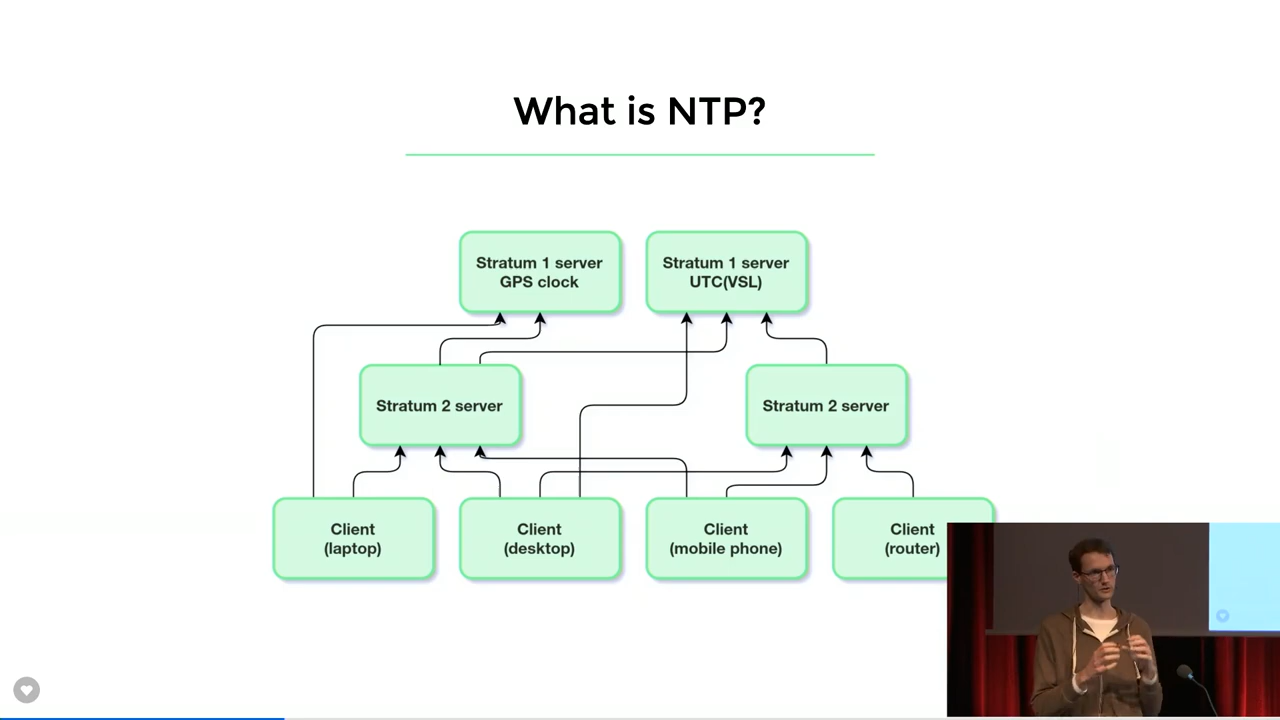 What is NTP?
Stratum 1 server
GPS clock
Stratum 1 server
UTC(VSL)
Stratum 2 server
Stratum 2 server
Client
(laptop)
Client
(desktop)
Client
(mobile phone)
Client
(router)